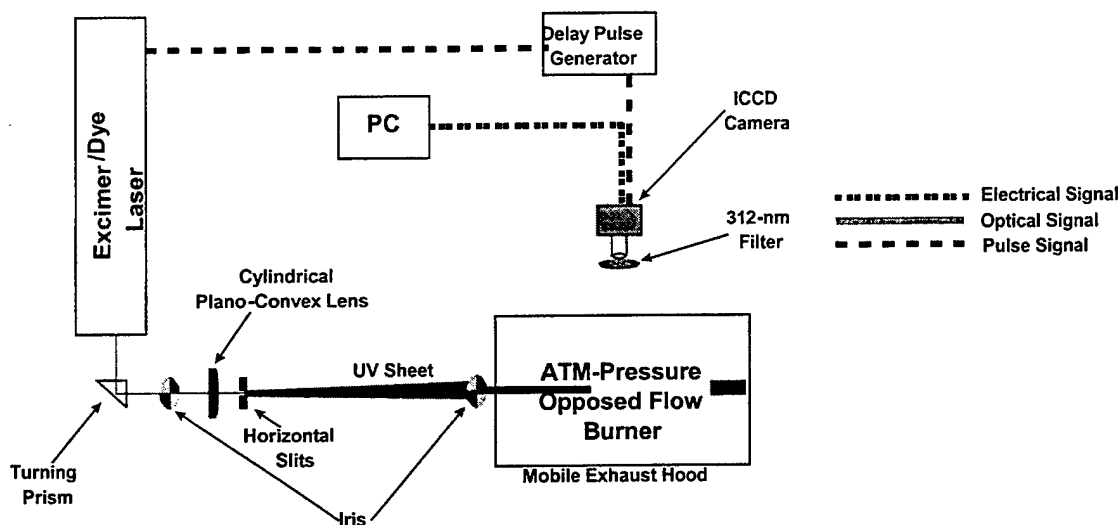 Delay Pulse
Generator
PC
ICCD
Camera
Excimer/Dye
Laser
Electrical Signal
Optical Signal
Pulse Signal
312-nm
Filter
Cylindrical
Plano-Convex Lens
UV Sheet
ATM-Pressure
Opposed Flow
Burner
Horizontal
Slits
Turning
Prism
Mobile Exhaust Hood
Iris